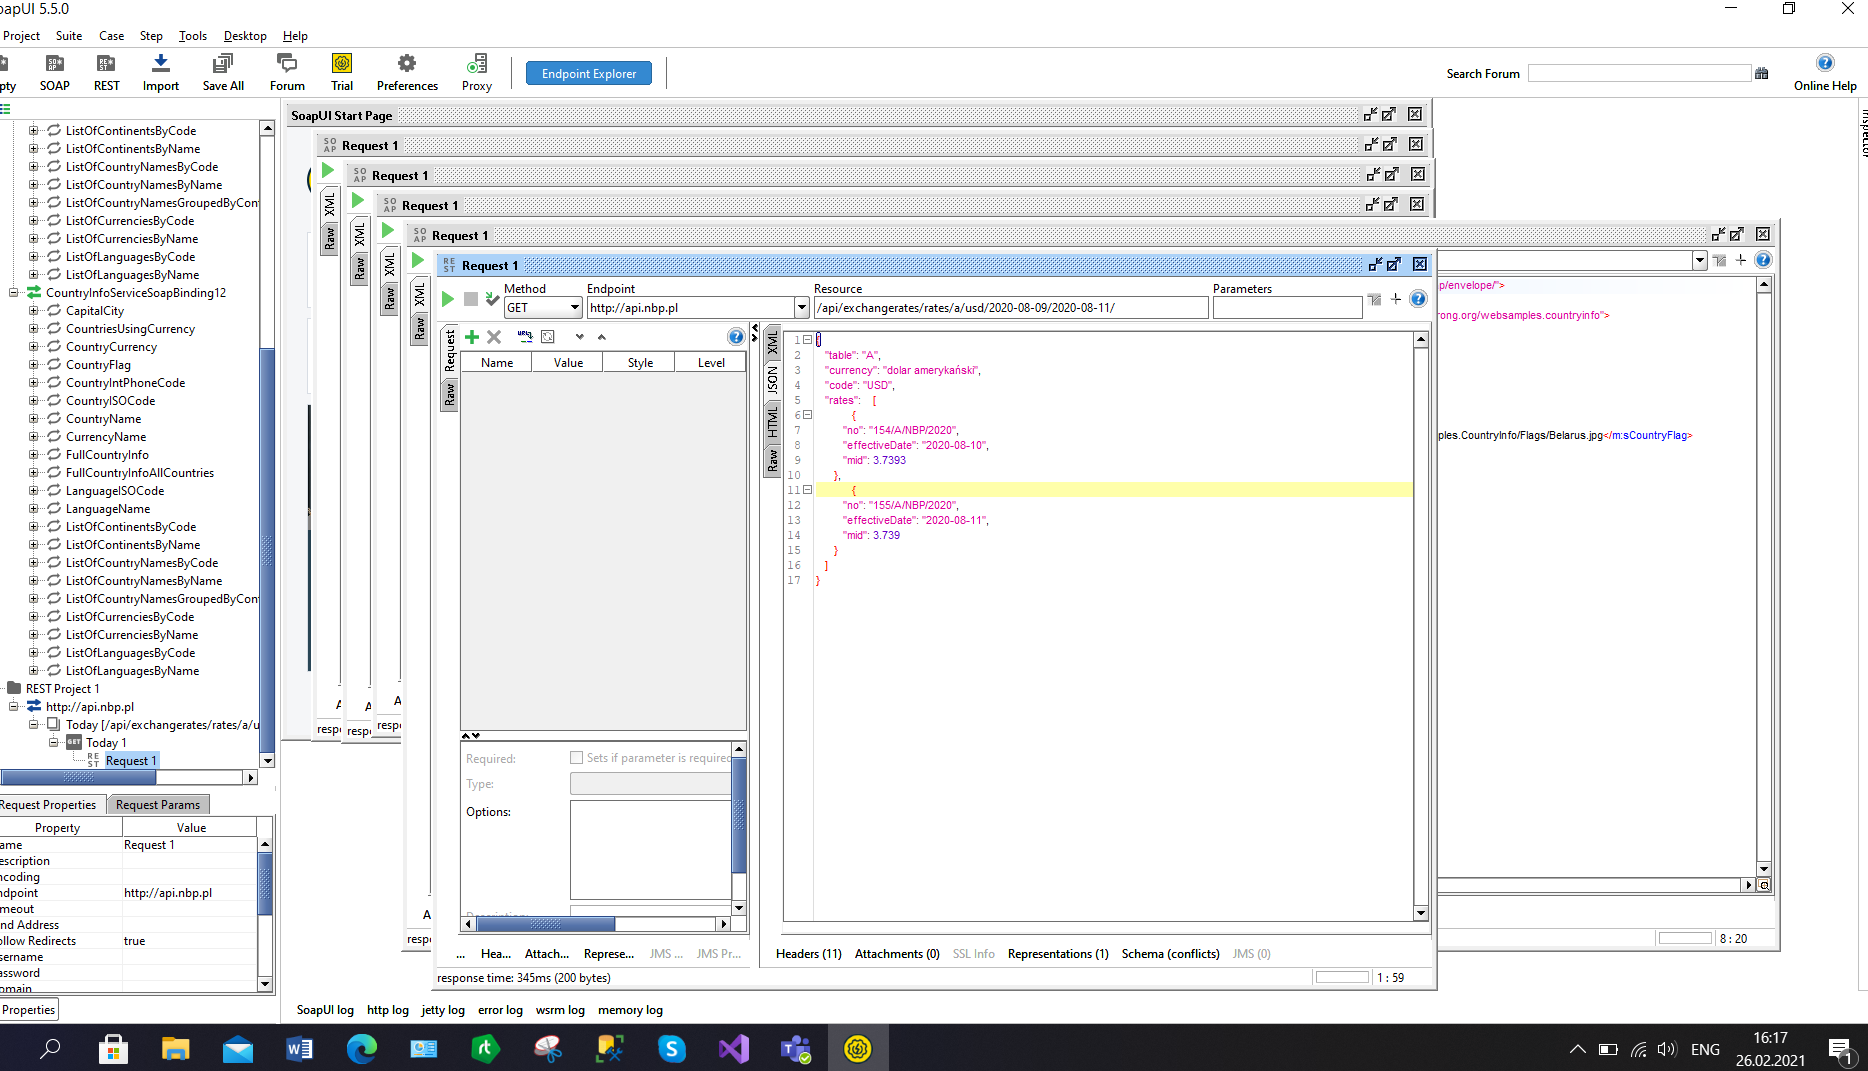 oapUI 5.5.0
Project Suite Case Step Tools Desktop Help
pty SOAP REST Import Save All Forum Trial Preferences Proxy Endpoint Explorer Search Forum Online Help
ListOfContinentsByCode
ListOfContinentsByName
ListOfCountryNamesByCode
ListOfCountryNamesByName
ListOfCountryNamesGroupedByCon
ListOfCurrenciesByCode
ListOfCurrenciesByName
ListOfLanguagesByCode
ListOfLanguagesByName
CountryInfoServiceSoapBinding12
CapitalCity
CountriesUsingCurrency
CountryCurrency
CountryFlag
CountryIntPhoneCode
CountryISOCode
CountryName
CurrencyName
FullCountryInfo
FullCountryInfoAllCountries
LanguageISOCode
LanguageName
ListOfContinentsByCode
ListOfContinentsByName
ListOfCountryNamesByCode
ListOfCountryNamesByName
ListOfCountryNamesGroupedByCon
ListOfCurrenciesByCode
ListOfCurrenciesByName
ListOfLanguagesByCode
ListOfLanguagesByName
REST Project 1
http://api.nbp.pl
Today [/api/exchangerates/rates/a/u
GET Today 1
REST Request 1
Request Properties Request Params
Property Value
ame Request 1
escription
ncoding
ndpoint http://api.nbp.pl
imeout
ind Address
ollow Redirects true
sername
assword
omain
Properties
SoapUI Start Page
SOAP Request 1
SOAP Request 1
SOAP Request 1
SOAP Request 1
REST Request 1
XML
Raw
XML
Raw
XML
Raw
XML
Raw
Method Endpoint Resource Parameters
GET http://api.nbp.pl /api/exchangerates/rates/a/usd/2020-08-09/2020-08-11/
Request
Raw
Name Value Style Level
Required: Sets if parameter is required
Type:
Options:
XML
JSON
HTML
Raw
1 {
2 "table": "A",
3 "currency": "dolar amerykański",
4 "code": "USD",
5 "rates": [
6 {
7 "no": "154/A/NBP/2020",
8 "effectiveDate": "2020-08-10",
9 "mid": 3.7393
10 },
11 {
12 "no": "155/A/NBP/2020",
13 "effectiveDate": "2020-08-11",
14 "mid": 3.739
15 }
16 ]
17 }
p/envelope/">
rong.org/websamples.countryinfo">
ples.CountryInfo/Flags/Belarus.jpg</m:sCountryFlag>
8 : 20
A A A A
resp resp resp resp
... Hea... Attach... Represe... JMS ... JMS Pr...
Headers (11) Attachments (0) SSL Info Representations (1) Schema (conflicts) JMS (0)
response time: 345ms (200 bytes) 1 : 59
SoapUI log http log jetty log error log wsrm log memory log
ENG 16:17
26.02.2021
1